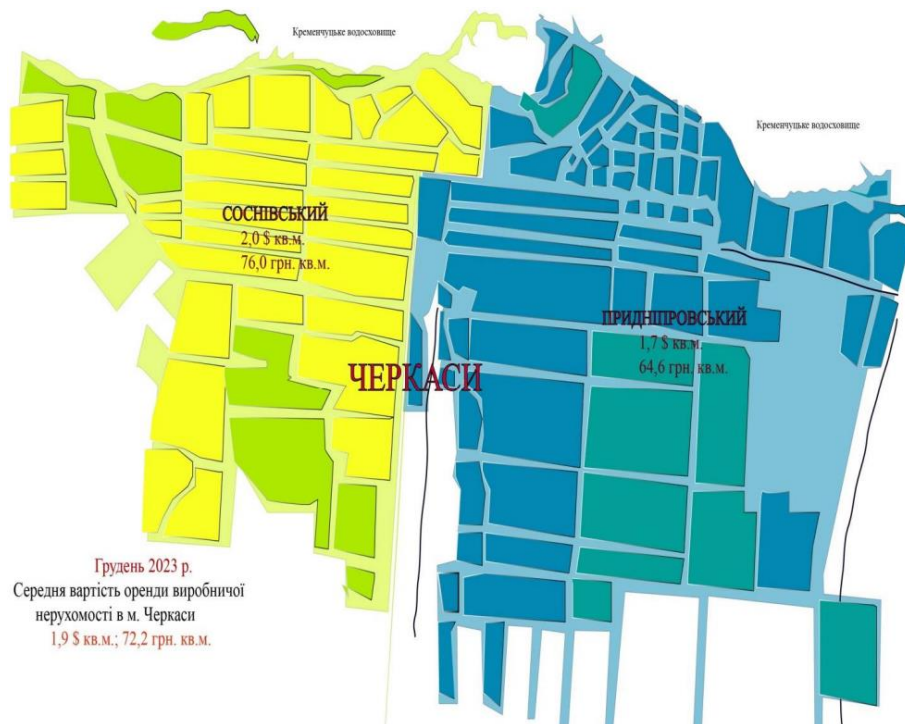 Кременчуцьке водосховище
Кременчуцьке водосховище
СОСНІВСЬКИЙ
2,0 $ кв.м.
76,0 грн. кв.м.
ПРИДНІПРОВСЬКИЙ
1,7 $ кв.м.
64,6 грн. кв.м.
ЧЕРКАСИ
Грудень 2023 р.
Середня вартість оренди виробничої
нерухомості в м. Черкаси
1,9 $ кв.м.; 72,2 грн. кв.м.